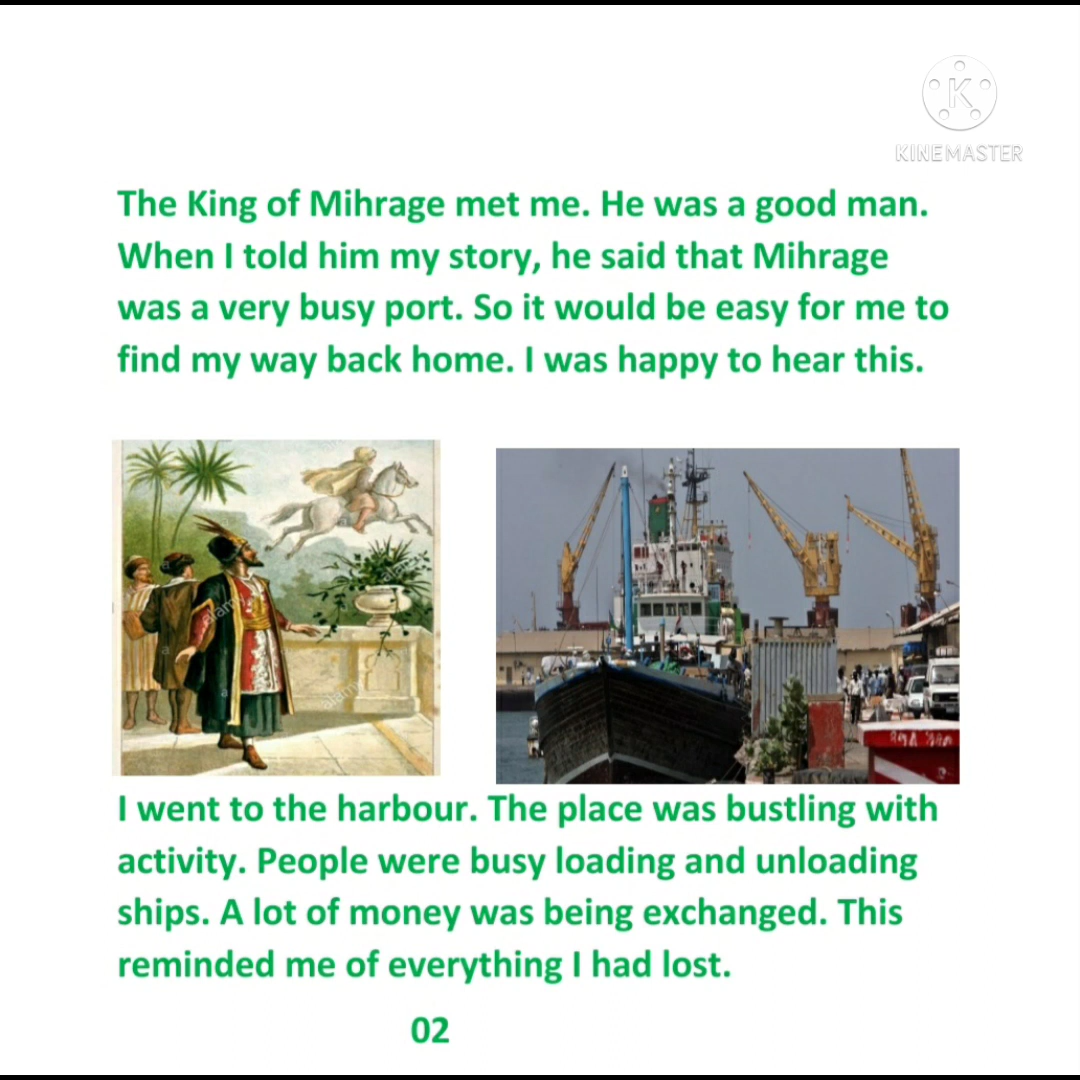 KINEMASTER
The King of Mihrage met me. He was a good man.
When I told him my story, he said that Mihrage
was a very busy port. So it would be easy for me to
find my way back home. I was happy to hear this.
alamy
alamy
alamy
I went to the harbour. The place was bustling with
activity. People were busy loading and unloading
ships. A lot of money was being exchanged. This
reminded me of everything I had lost.
02